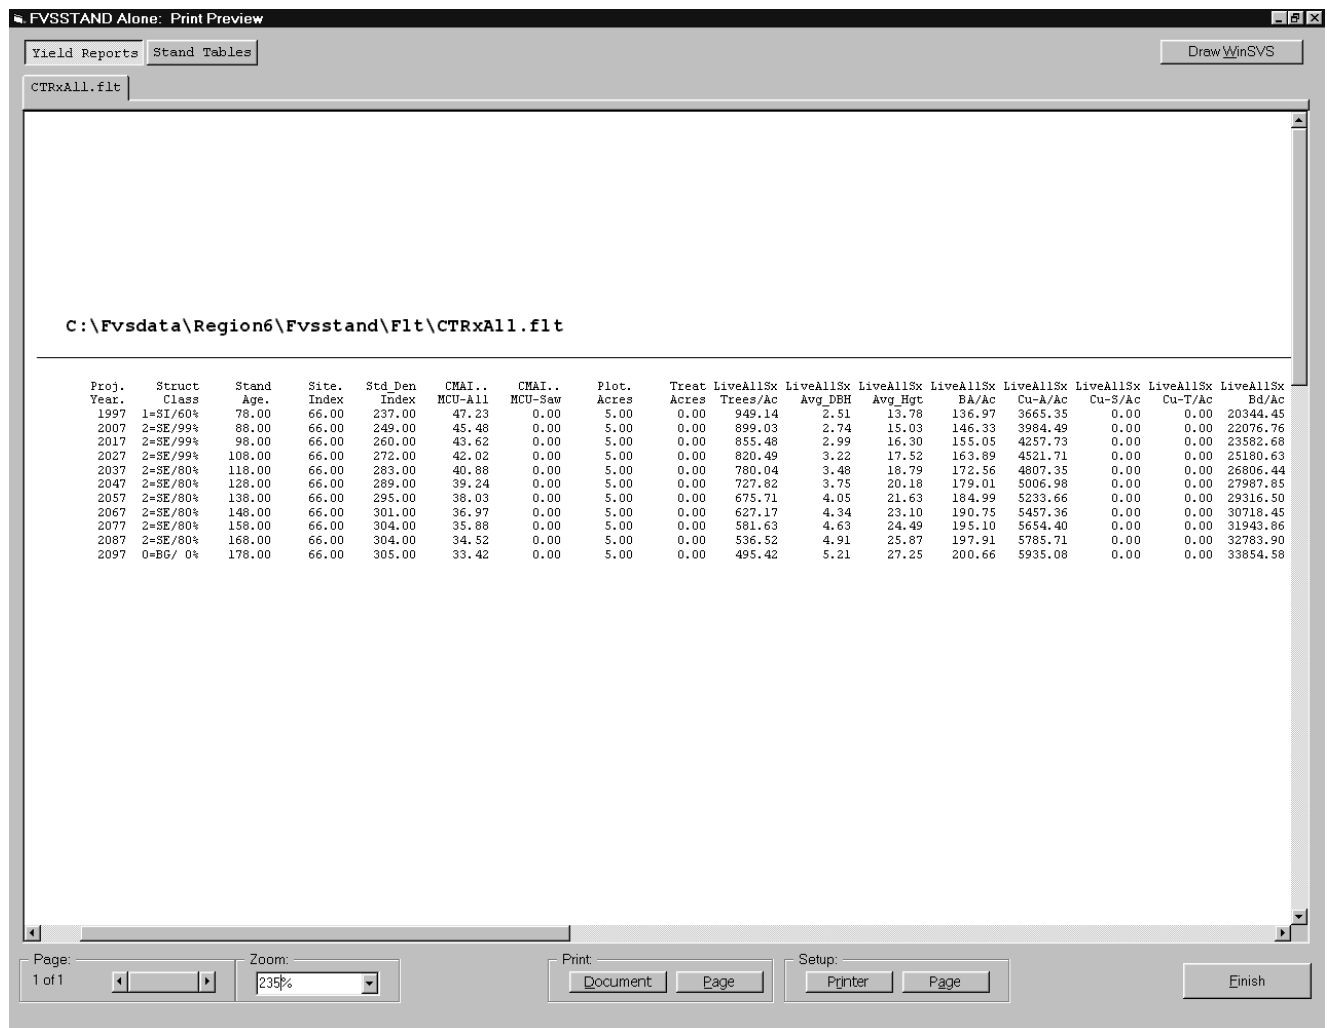 FVSSTAND Alone: Print Preview
Yield Reports Stand Tables Draw WinSVS
CTRxAll.flt
C:\Fvsdata\Region6\Fvsstand\Flt\CTRxAll.flt
Proj. Struct Stand Site. Std_Den CMAI.. CMAI.. Plot. Treat LiveAllSx LiveAllSx LiveAllSx LiveAllSx LiveAllSx LiveAllSx LiveAllSx LiveAllSx
Year. Class Age. Index Index MCU-All MCU-Saw Acres Acres Trees/Ac Avg_DBH Avg_Hgt BA/Ac Cu-A/Ac Cu-S/Ac Cu-T/Ac Bd/Ac
1997 1=SI/60% 78.00 66.00 237.00 47.23 0.00 5.00 0.00 949.14 2.51 13.78 136.97 3665.35 0.00 0.00 20344.45
2007 2=SE/99% 88.00 66.00 249.00 45.48 0.00 5.00 0.00 899.03 2.74 15.03 146.33 3984.49 0.00 0.00 22076.76
2017 2=SE/99% 98.00 66.00 260.00 43.62 0.00 5.00 0.00 855.48 2.99 16.30 155.05 4257.73 0.00 0.00 23582.68
2027 2=SE/99% 108.00 66.00 272.00 42.02 0.00 5.00 0.00 820.49 3.22 17.52 163.89 4521.71 0.00 0.00 25180.63
2037 2=SE/80% 118.00 66.00 283.00 40.88 0.00 5.00 0.00 780.04 3.48 18.79 172.56 4807.35 0.00 0.00 26806.44
2047 2=SE/80% 128.00 66.00 289.00 39.24 0.00 5.00 0.00 727.82 3.75 20.18 179.01 5006.98 0.00 0.00 27987.85
2057 2=SE/80% 138.00 66.00 295.00 38.03 0.00 5.00 0.00 675.71 4.05 21.63 184.99 5233.66 0.00 0.00 29316.50
2067 2=SE/80% 148.00 66.00 301.00 36.97 0.00 5.00 0.00 627.17 4.34 23.10 190.75 5457.36 0.00 0.00 30718.45
2077 2=SE/80% 158.00 66.00 304.00 35.88 0.00 5.00 0.00 581.63 4.63 24.49 195.10 5654.40 0.00 0.00 31943.86
2087 2=SE/80% 168.00 66.00 304.00 34.52 0.00 5.00 0.00 536.52 4.91 25.87 197.91 5785.71 0.00 0.00 32783.90
2097 0=BG/ 0% 178.00 66.00 305.00 33.42 0.00 5.00 0.00 495.42 5.21 27.25 200.66 5935.08 0.00 0.00 33854.58
Page: Zoom: Print: Setup:
1 of 1 235% Document Page Printer Page Finish